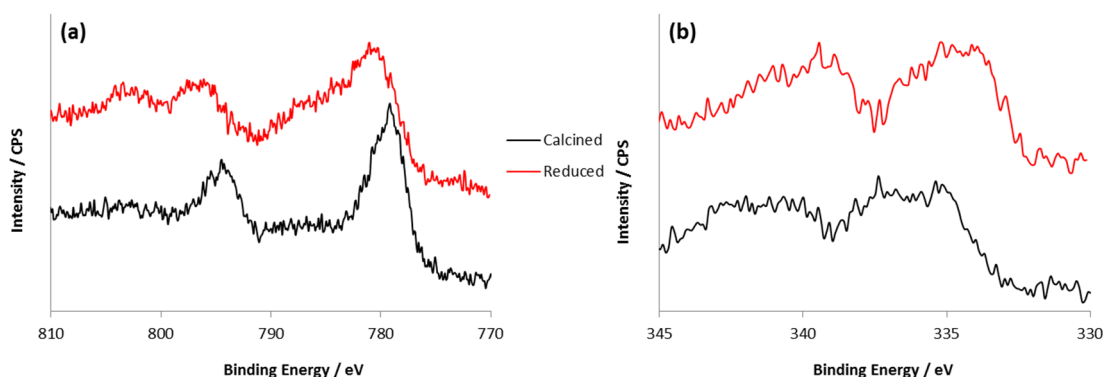 (a)
Intensity / CPS
810 800 790 780 770
Binding Energy / eV
Calcined
Reduced
(b)
Intensity / CPS
345 340 335 330
Binding Energy / eV